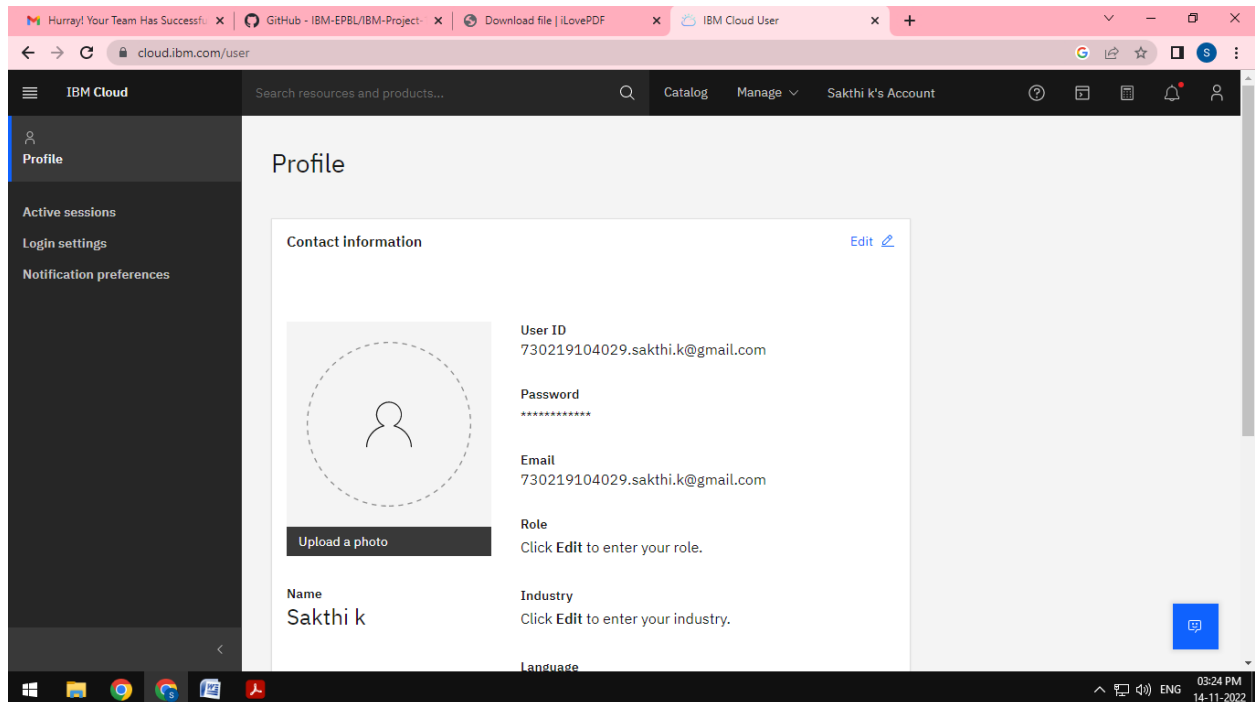 Hurray! Your Team Has Successfu
GitHub - IBM-EPBL/IBM-Project-
Download file | iLovePDF
IBM Cloud User
cloud.ibm.com/user
S
IBM Cloud
Search resources and products...
Catalog
Manage
Sakthi k's Account
Profile
Active sessions
Login settings
Notification preferences
Profile
Contact information
Edit
User ID
730219104029.sakthi.k@gmail.com
Password
************
Email
730219104029.sakthi.k@gmail.com
Role
Click Edit to enter your role.
Upload a photo
Name
Sakthi k
Industry
Click Edit to enter your industry.
Language
ENG
03:24 PM
14-11-2022